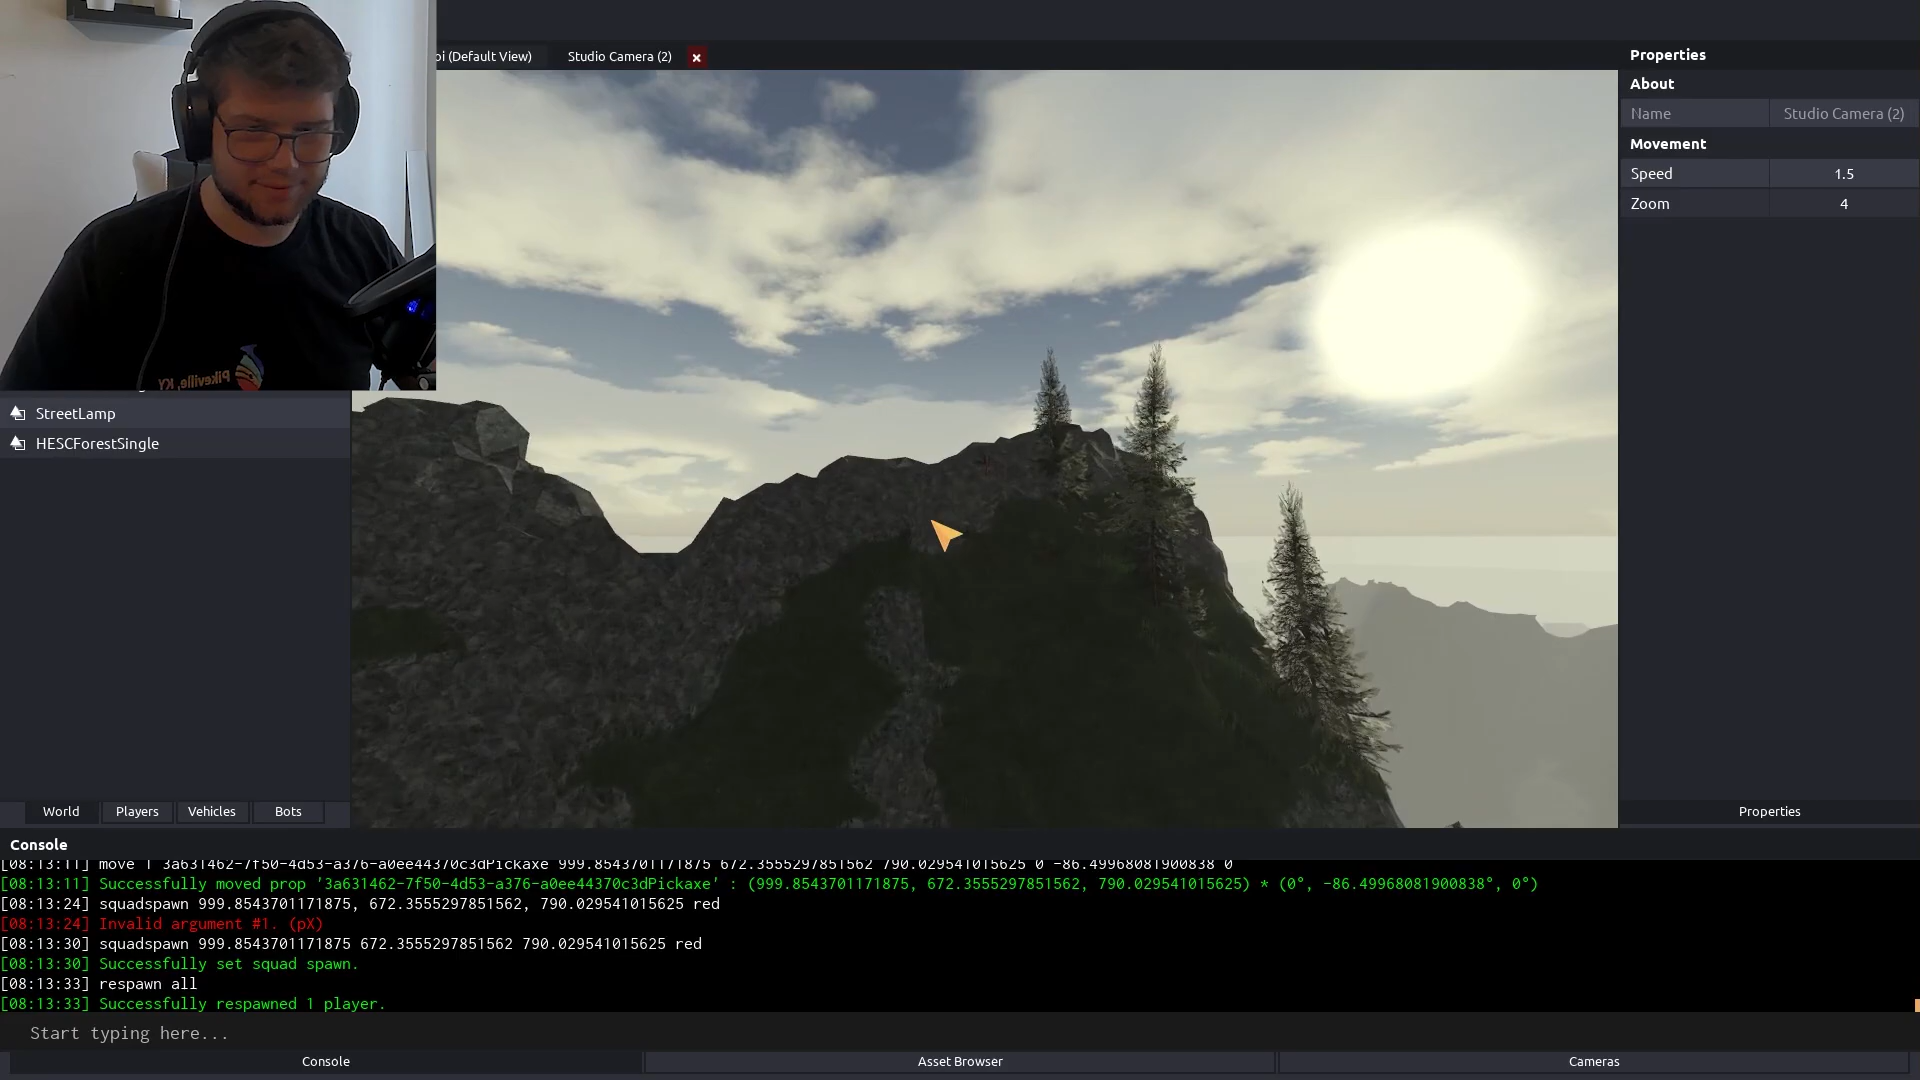 oi (Default View)
Studio Camera (2)
x
Properties
About
Name
Studio Camera (2)
Movement
Speed
1.5
Zoom
4
Pikeville, KY
StreetLamp
HESCForestSingle
World
Players
Vehicles
Bots
Properties
Console
[08:13:11] move 1 3a631462-7f50-4d53-a376-a0ee44370c3dPickaxe 999.8543701171875 672.3555297851562 790.029541015625 0 -86.49968081900838 0
[08:13:11] Successfully moved prop '3a631462-7f50-4d53-a376-a0ee44370c3dPickaxe' : (999.8543701171875, 672.3555297851562, 790.029541015625) * (0°, -86.49968081900838°, 0°)
[08:13:24] squadspawn 999.8543701171875, 672.3555297851562, 790.029541015625 red
[08:13:24] Invalid argument #1. (pX)
[08:13:30] squadspawn 999.8543701171875 672.3555297851562 790.029541015625 red
[08:13:30] Successfully set squad spawn.
[08:13:33] respawn all
[08:13:33] Successfully respawned 1 player.
Start typing here...
Console
Asset Browser
Cameras